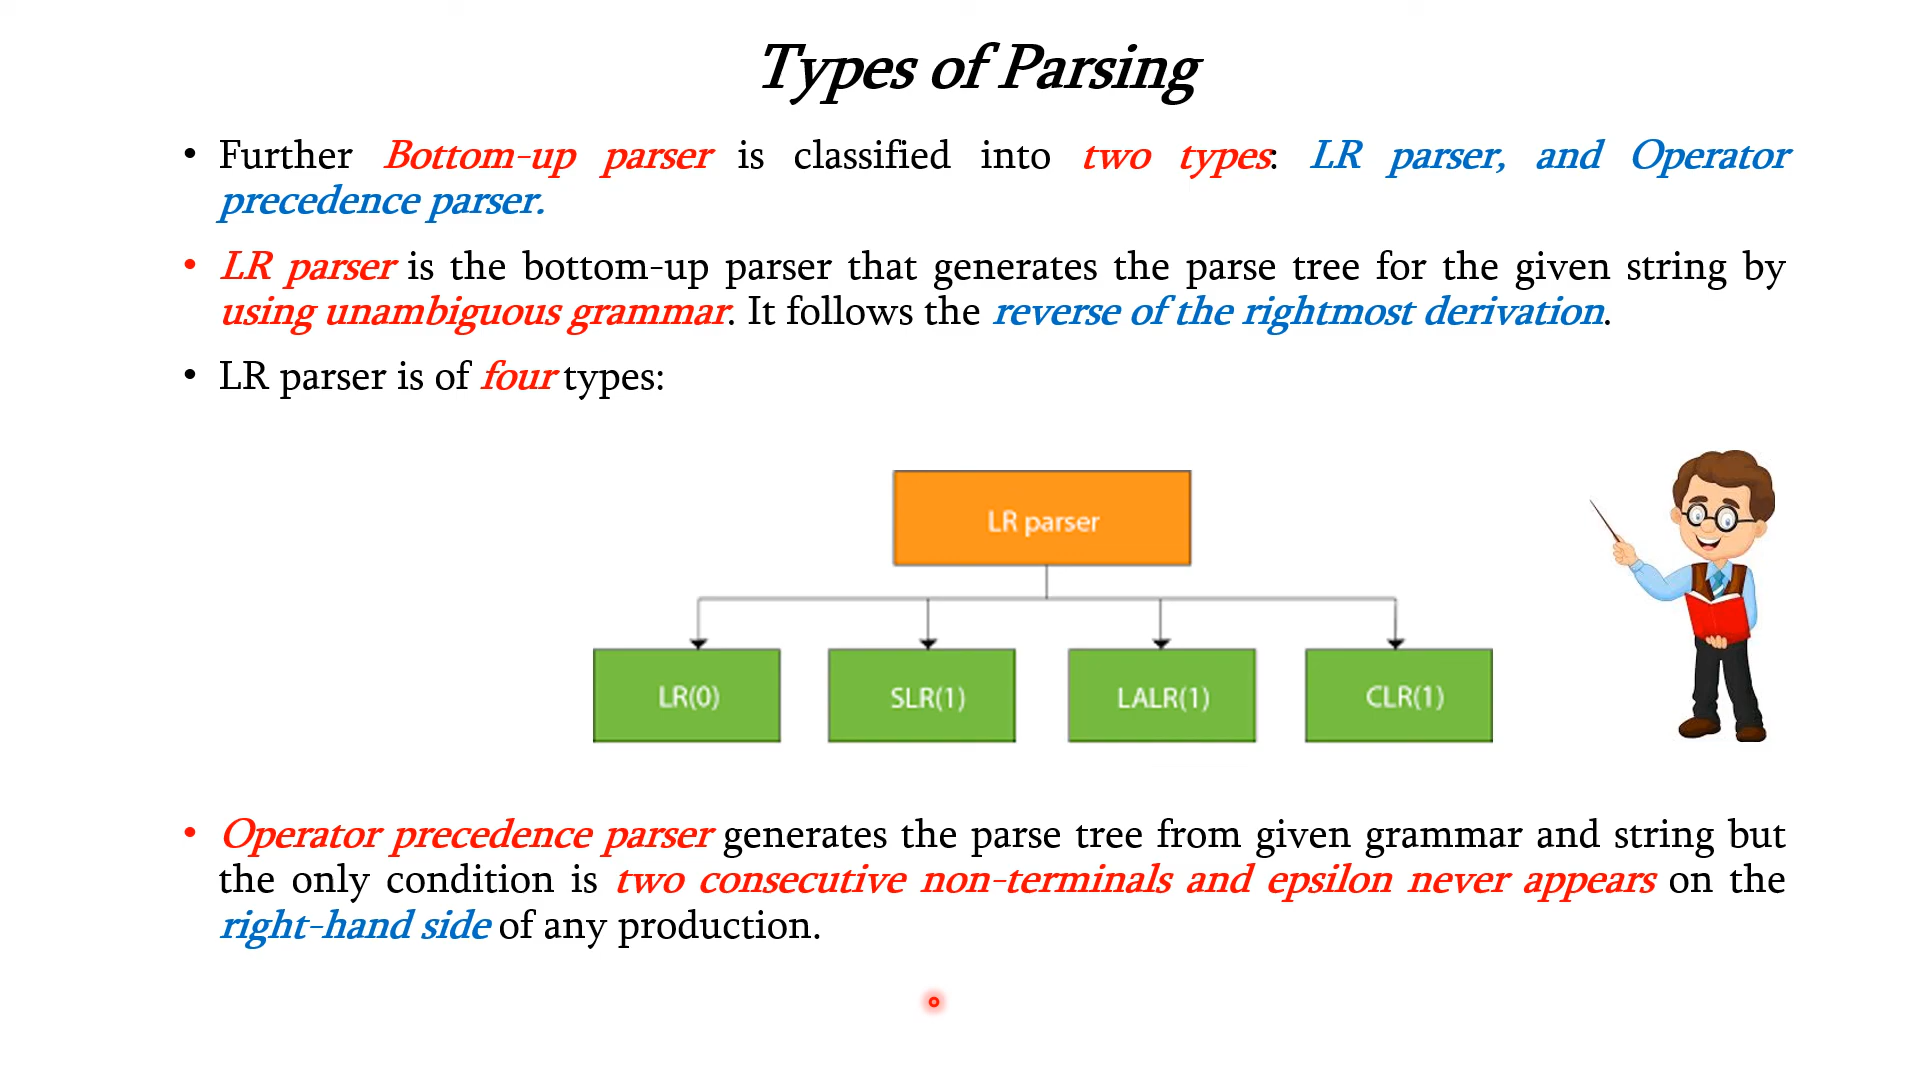 Types of Parsing
• Further Bottom-up parser is classified into two types: LR parser, and Operator
precedence parser.
• LR parser is the bottom-up parser that generates the parse tree for the given string by
using unambiguous grammar. It follows the reverse of the rightmost derivation.
• LR parser is of four types:
LR parser
LR(0) SLR(1) LALR(1) CLR(1)
• Operator precedence parser generates the parse tree from given grammar and string but
the only condition is two consecutive non-terminals and epsilon never appears on the
right-hand side of any production.